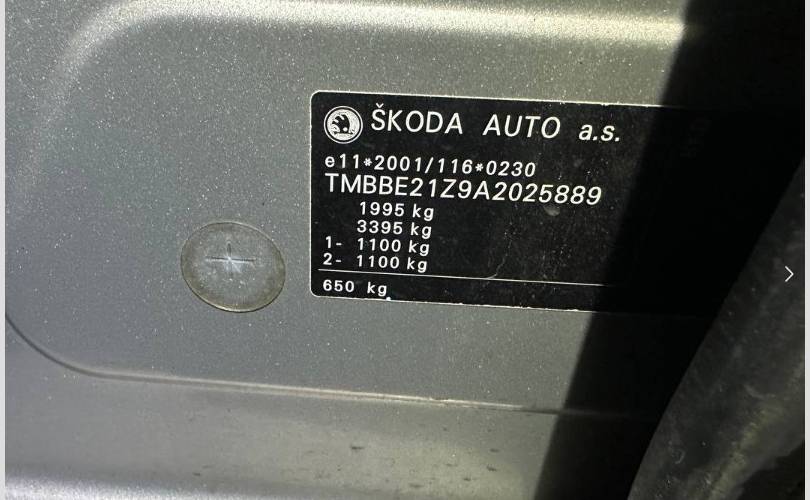 ŠKODA AUTO a.s.
e11*2001/116*0230
TMBBE21Z9A2025889
1995 kg
3395 kg
1- 1100 kg
2- 1100 kg
650 kg